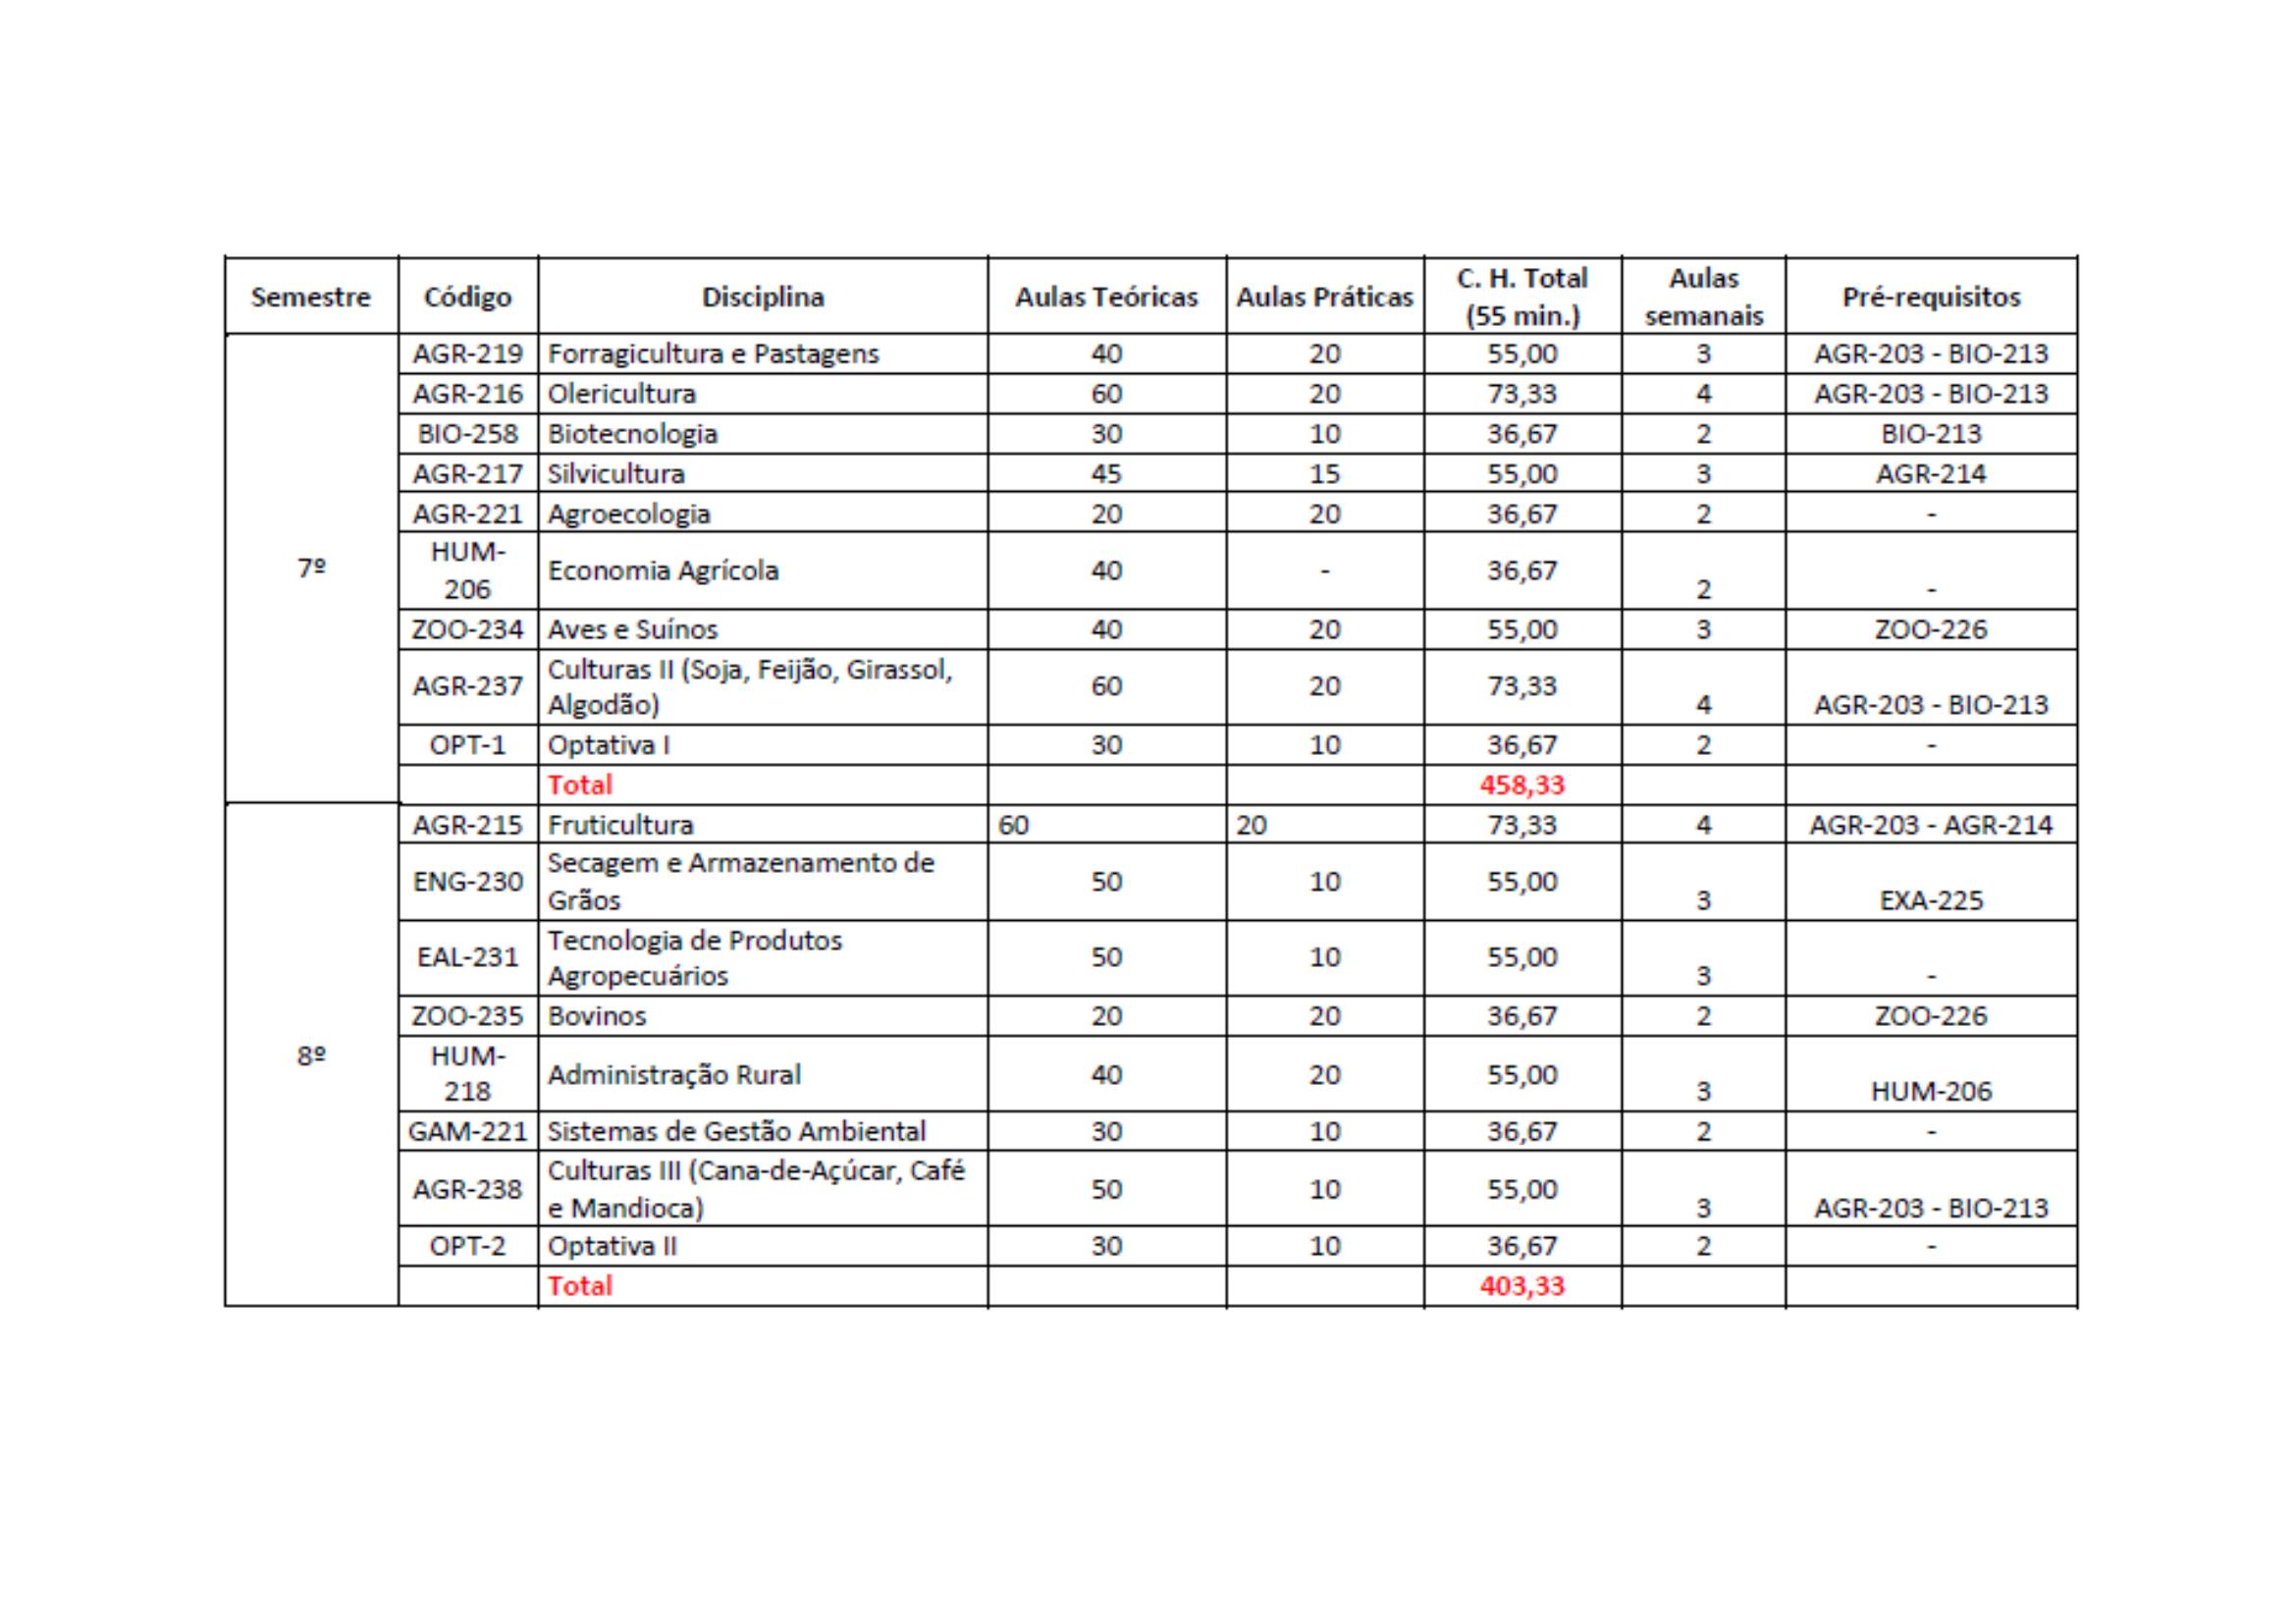 Semestre Código Disciplina Aulas Teóricas Aulas Práticas C. H. Total (55 min.) Aulas semanais Pré-requisitos
7º
AGR-219 Forragicultura e Pastagens 40 20 55,00 3 AGR-203 - BIO-213
AGR-216 Olericultura 60 20 73,33 4 AGR-203 - BIO-213
BIO-258 Biotecnologia 30 10 36,67 2 BIO-213
AGR-217 Silvicultura 45 15 55,00 3 AGR-214
AGR-221 Agroecologia 20 20 36,67 2 -
HUM-206 Economia Agrícola 40 - 36,67 2 -
ZOO-234 Aves e Suínos 40 20 55,00 3 ZOO-226
AGR-237 Culturas II (Soja, Feijão, Girassol, Algodão) 60 20 73,33 4 AGR-203 - BIO-213
OPT-1 Optativa I 30 10 36,67 2 -
Total 458,33
8º
AGR-215 Fruticultura 60 20 73,33 4 AGR-203 - AGR-214
ENG-230 Secagem e Armazenamento de Grãos 50 10 55,00 3 EXA-225
EAL-231 Tecnologia de Produtos Agropecuários 50 10 55,00 3 -
ZOO-235 Bovinos 20 20 36,67 2 ZOO-226
HUM-218 Administração Rural 40 20 55,00 3 HUM-206
GAM-221 Sistemas de Gestão Ambiental 30 10 36,67 2 -
AGR-238 Culturas III (Cana-de-Açúcar, Café e Mandioca) 50 10 55,00 3 AGR-203 - BIO-213
OPT-2 Optativa II 30 10 36,67 2 -
Total 403,33